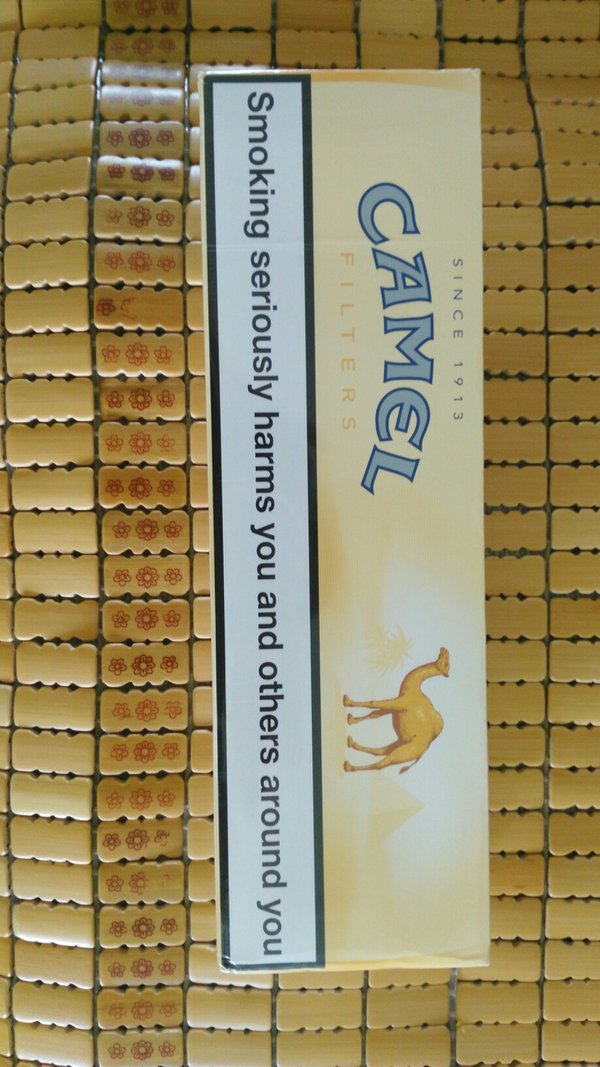 SINCE 1913
CAMEL
FILTERS
Smoking seriously harms you and others around you